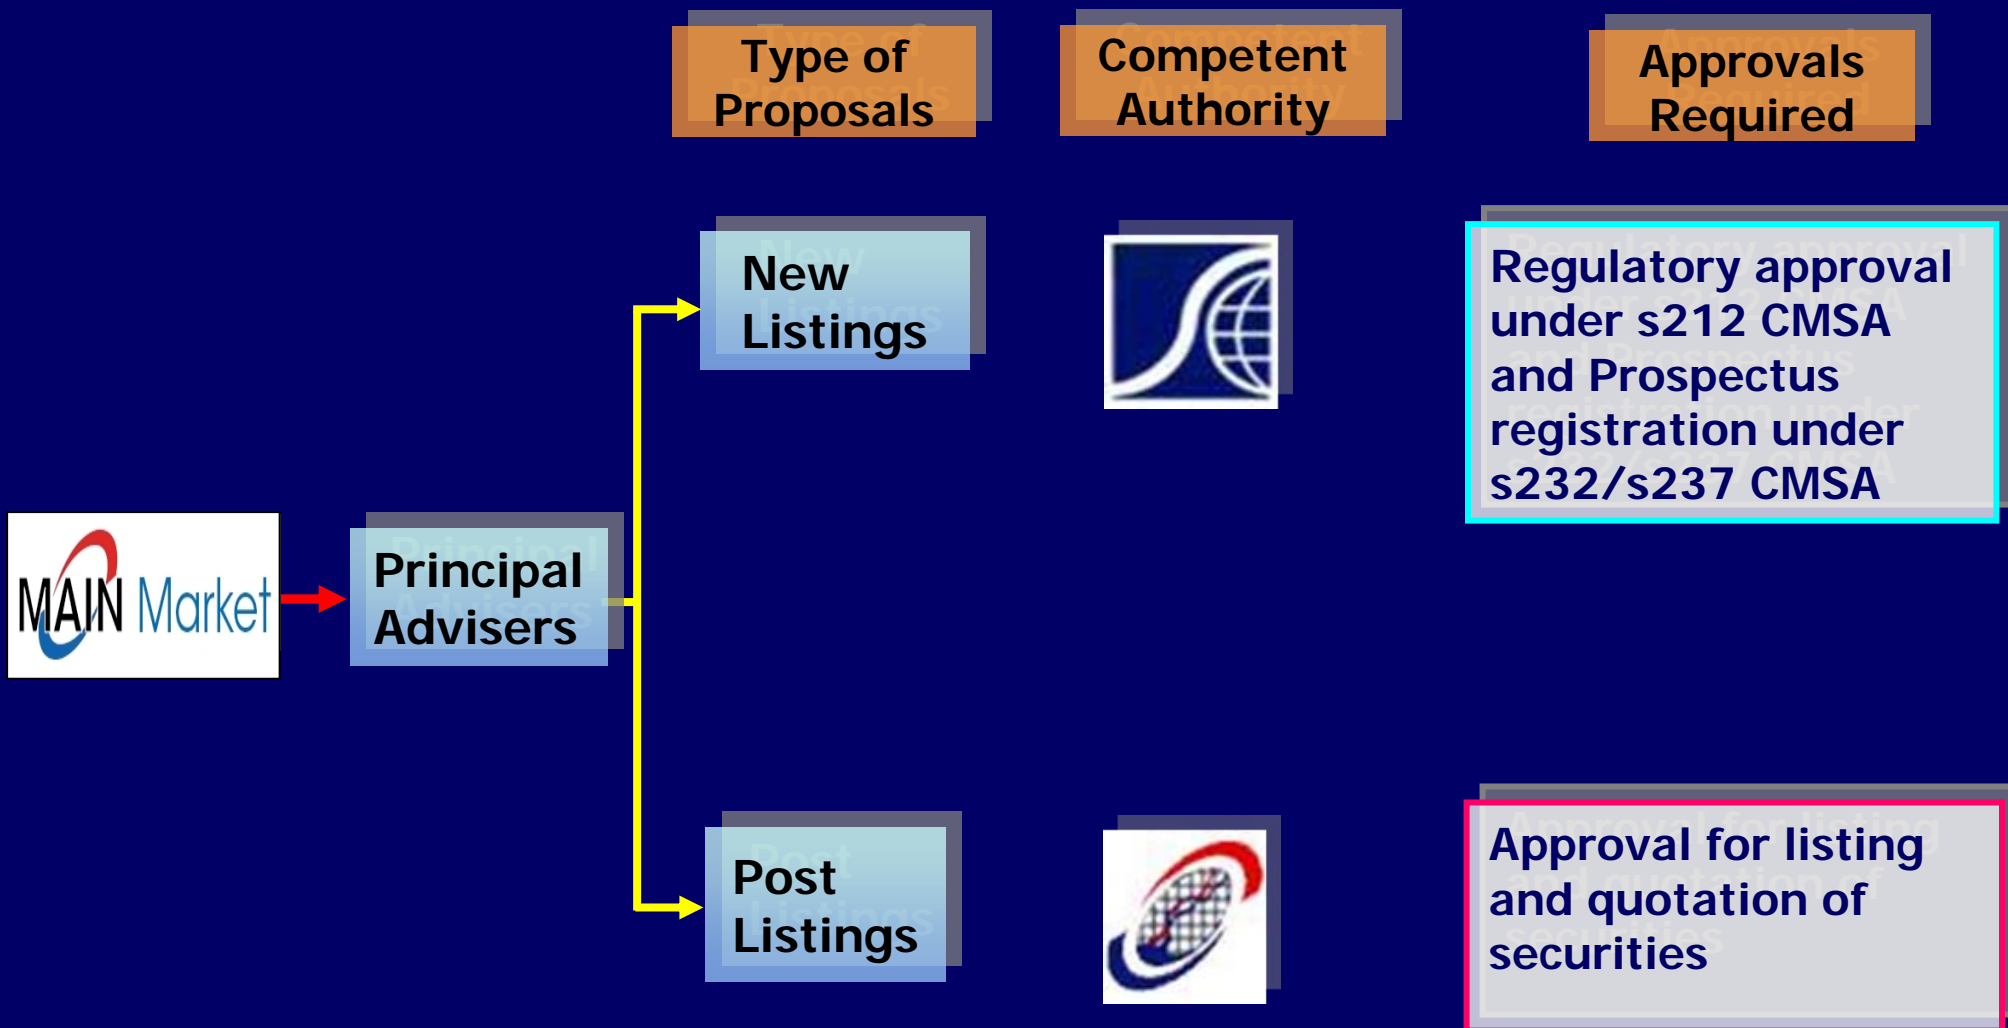 Type of
Proposals
Competent
Authority
Approvals
Required
New
Listings
Regulatory approval
under s212 CMSA
and Prospectus
registration under
s232/s237 CMSA
MAIN Market
Principal
Advisers
Post
Listings
Approval for listing
and quotation of
securities